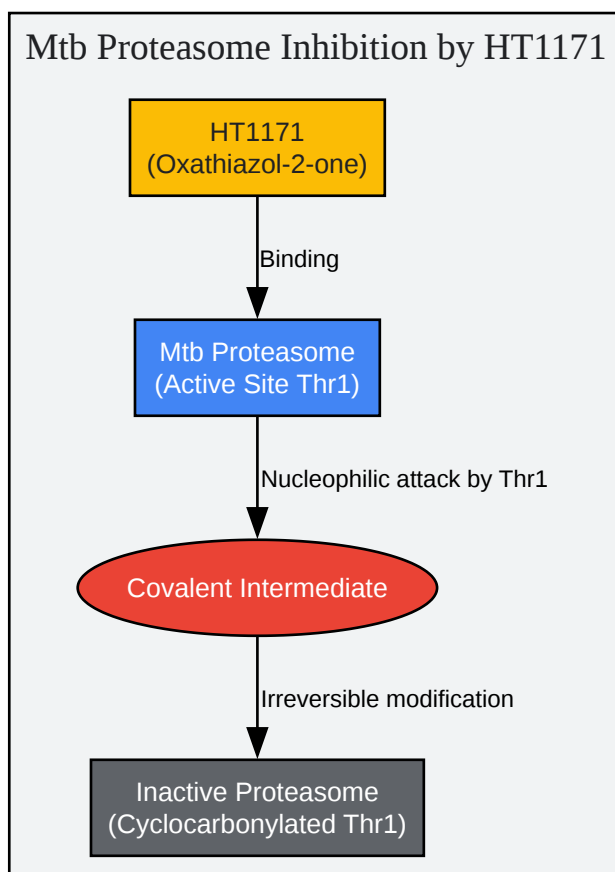 Mtb Proteasome Inhibition by HT1171
HT1171
(Oxathiazol-2-one)
Binding
Mtb Proteasome
(Active Site Thr1)
Nucleophilic attack by Thr1
Covalent Intermediate
Irreversible modification
Inactive Proteasome
(Cyclocarbonylated Thr1)